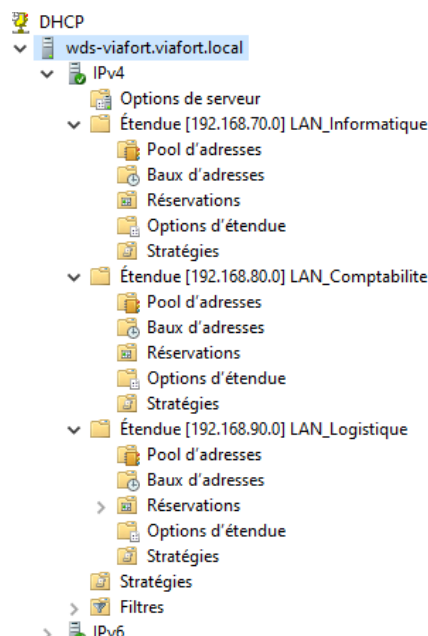 DHCP
wds-viafort.viafort.local
IPv4
Options de serveur
Étendue [192.168.70.0] LAN_Informatique
Pool d'adresses
Baux d'adresses
Réservations
Options d'étendue
Stratégies
Étendue [192.168.80.0] LAN_Comptabilite
Pool d'adresses
Baux d'adresses
Réservations
Options d'étendue
Stratégies
Étendue [192.168.90.0] LAN_Logistique
Pool d'adresses
Baux d'adresses
Réservations
Options d'étendue
Stratégies
Stratégies
Filtres
IPv6